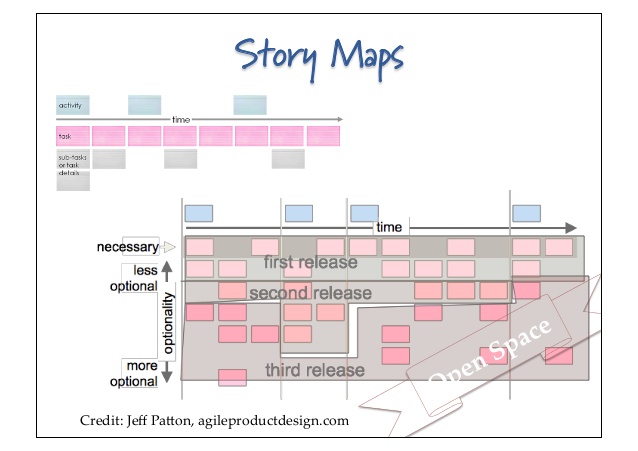 Story Maps
activity
time
task
sub-tasks
or task
details
time
necessary
first release
less
optional
second release
optionality
Open Space
more
optional
third release
Credit: Jeff Patton, agileproductdesign.com